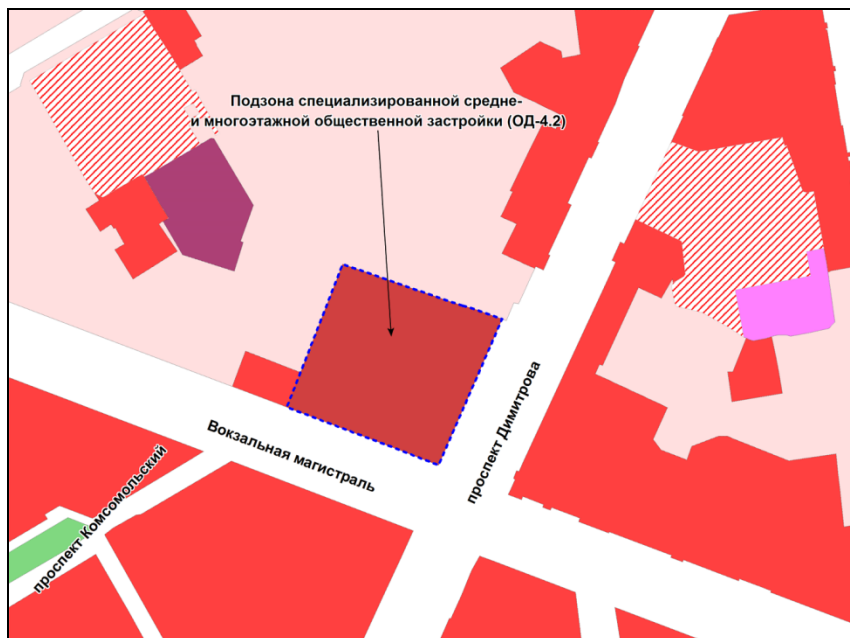 Подзона специализированной средне-
и многоэтажной общественной застройки (ОД-4.2)
проспект Димитрова
Вокзальная магистраль
проспект Комсомольский